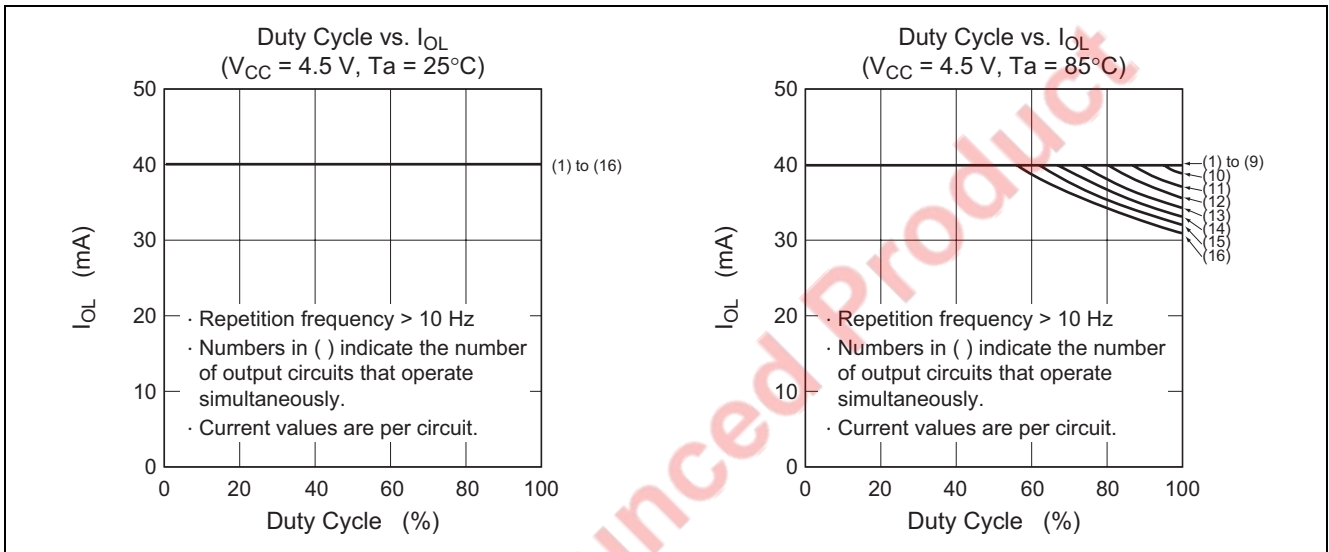 Duty Cycle vs. IOL
(VCC = 4.5 V, Ta = 25°C)
50
40
30
20
10
0
IOL (mA)
(1) to (16)
· Repetition frequency > 10 Hz
· Numbers in ( ) indicate the number
of output circuits that operate
simultaneously.
· Current values are per circuit.
0 20 40 60 80 100
Duty Cycle (%)
Duty Cycle vs. IOL
(VCC = 4.5 V, Ta = 85°C)
50
40
30
20
10
0
IOL (mA)
(1) to (9)
(10)
(11)
(12)
(13)
(14)
(15)
(16)
· Repetition frequency > 10 Hz
· Numbers in ( ) indicate the number
of output circuits that operate
simultaneously.
· Current values are per circuit.
0 20 40 60 80 100
Duty Cycle (%)
unced Product